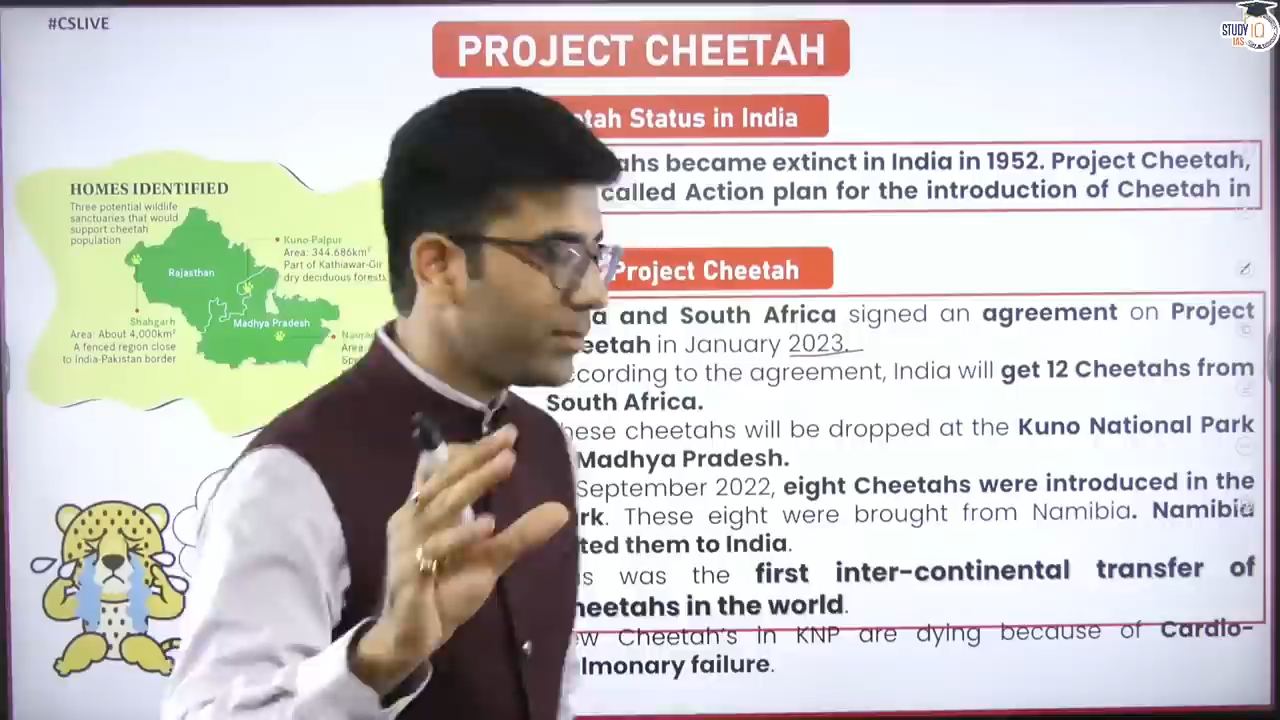 #CSLIVE
STUDY IQ
IAS
PROJECT CHEETAH
tah Status in India
ahs became extinct in India in 1952. Project Cheetah,
called Action plan for the introduction of Cheetah in
HOMES IDENTIFIED
Three potential wildlife
sanctuaries that would
support cheetah
population
Kuno-Palpur
Area: 344.686km²
Part of Kathiawar-Gir
dry deciduous forests
Rajasthan
Madhya Pradesh
Shahgarh
Area: About 4,000km²
A fenced region close
to India-Pakistan border
Area
Project Cheetah
a and South Africa signed an agreement on Project
eetah in January 2023.
cording to the agreement, India will get 12 Cheetahs from
South Africa.
hese cheetahs will be dropped at the Kuno National Park
Madhya Pradesh.
September 2022, eight Cheetahs were introduced in the
rk. These eight were brought from Namibia. Namibia
ted them to India.
s was the first inter-continental transfer of
heetahs in the world.
w Cheetah's in KNP are dying because of Cardio-
lmonary failure.